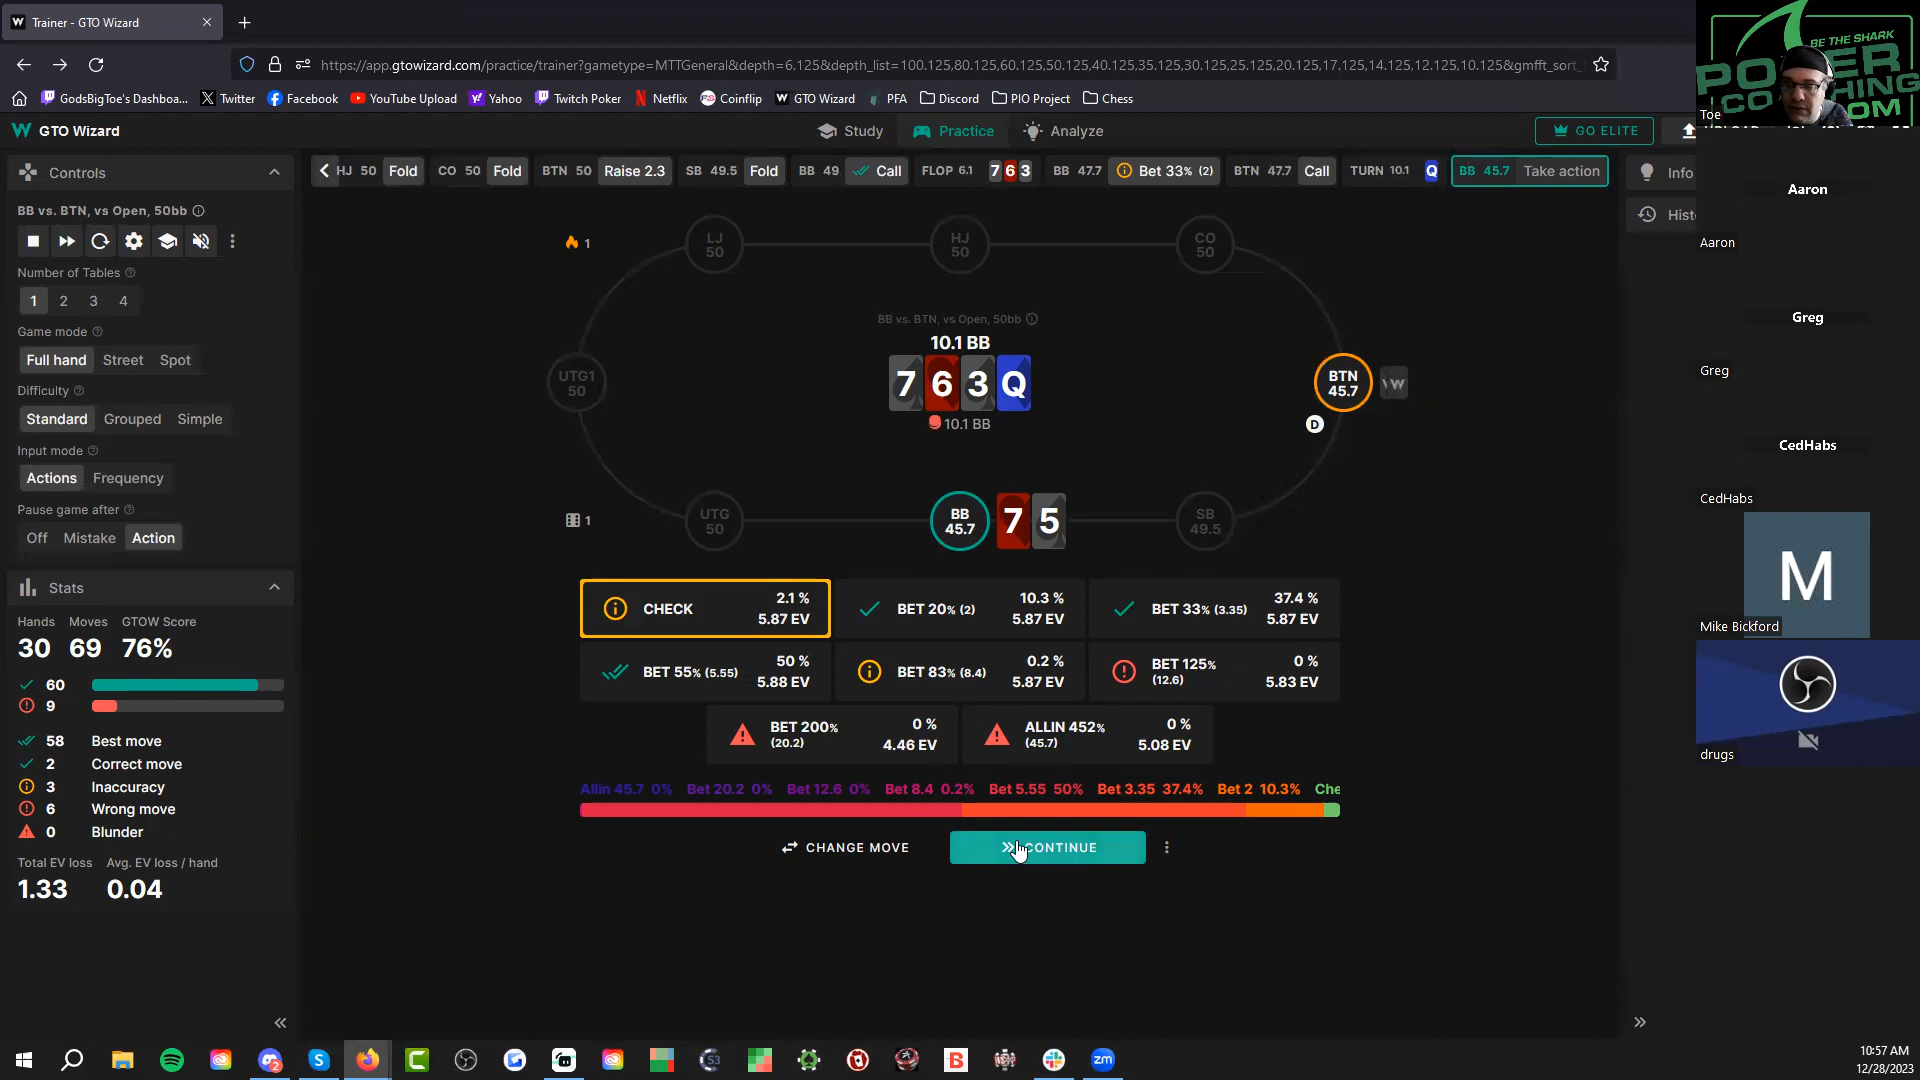 Trainer - GTO Wizard
https://app.gtowizard.com/practice/trainer?gametype=MTTGeneral&depth=6.125&depth_list=100.125,80.125,60.125,50.125,40.125,35.125,30.125,25.125,20.125,17.125,14.125,12.125,10.125&gmfft_sort_
GodsBigToe's Dashboa...
Twitter
Facebook
YouTube Upload
Yahoo
Twitch Poker
Netflix
Coinflip
GTO Wizard
PFA
Discord
PIO Project
Chess
BE THE SHARK
Toe
GTO Wizard
Study
Practice
Analyze
GO ELITE
Controls
HJ 50 Fold
CO 50 Fold
BTN 50 Raise 2.3
SB 49.5 Fold
BB 49 Call
FLOP 6.1 7 6 3
BB 47.7 Bet 33% (2)
BTN 47.7 Call
TURN 10.1 Q
BB 45.7 Take action
Info
BB vs. BTN, vs Open, 50bb
Number of Tables
1 2 3 4
Game mode
Full hand Street Spot
Difficulty
Standard Grouped Simple
Input mode
Actions Frequency
Pause game after
Off Mistake Action
Stats
Hands Moves GTOW Score
30 69 76%
60
9
58 Best move
2 Correct move
3 Inaccuracy
6 Wrong move
0 Blunder
Total EV loss Avg. EV loss / hand
1.33 0.04
1
LJ 50
HJ 50
CO 50
UTG1 50
BTN 45.7
W
D
BB vs. BTN, vs Open, 50bb
10.1 BB
7 6 3 Q
10.1 BB
1
UTG 50
BB 45.7
7 5
SB 49.5
CHECK 2.1 % 5.87 EV
BET 20% (2) 10.3 % 5.87 EV
BET 33% (3.35) 37.4 % 5.87 EV
BET 55% (5.55) 50 % 5.88 EV
BET 83% (8.4) 0.2 % 5.87 EV
BET 125% (12.6) 0 % 5.83 EV
BET 200% (20.2) 0 % 4.46 EV
ALLIN 452% (45.7) 0 % 5.08 EV
Allin 45.7 0% Bet 20.2 0% Bet 12.6 0% Bet 8.4 0.2% Bet 5.55 50% Bet 3.35 37.4% Bet 2 10.3% Che
CHANGE MOVE
CONTINUE
Aaron
Aaron
Greg
Greg
CedHabs
CedHabs
M
Mike Bickford
drugs
2
S3
B
zm
10:57 AM
12/28/2023